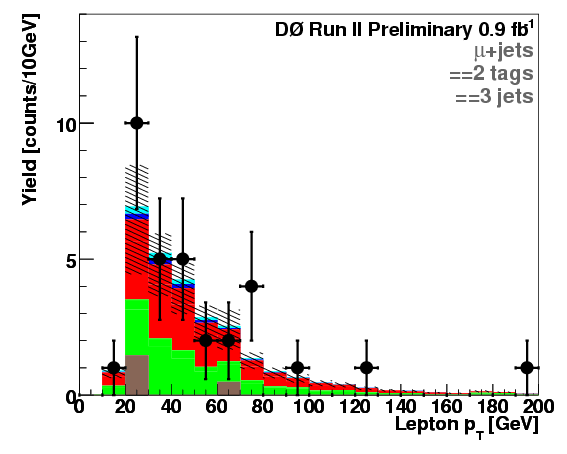 DØ Run II Preliminary 0.9 fb-1
μ+jets
==2 tags
==3 jets
Yield [counts/10GeV]
10
5
0
0 20 40 60 80 100 120 140 160 180 200
Lepton pT [GeV]